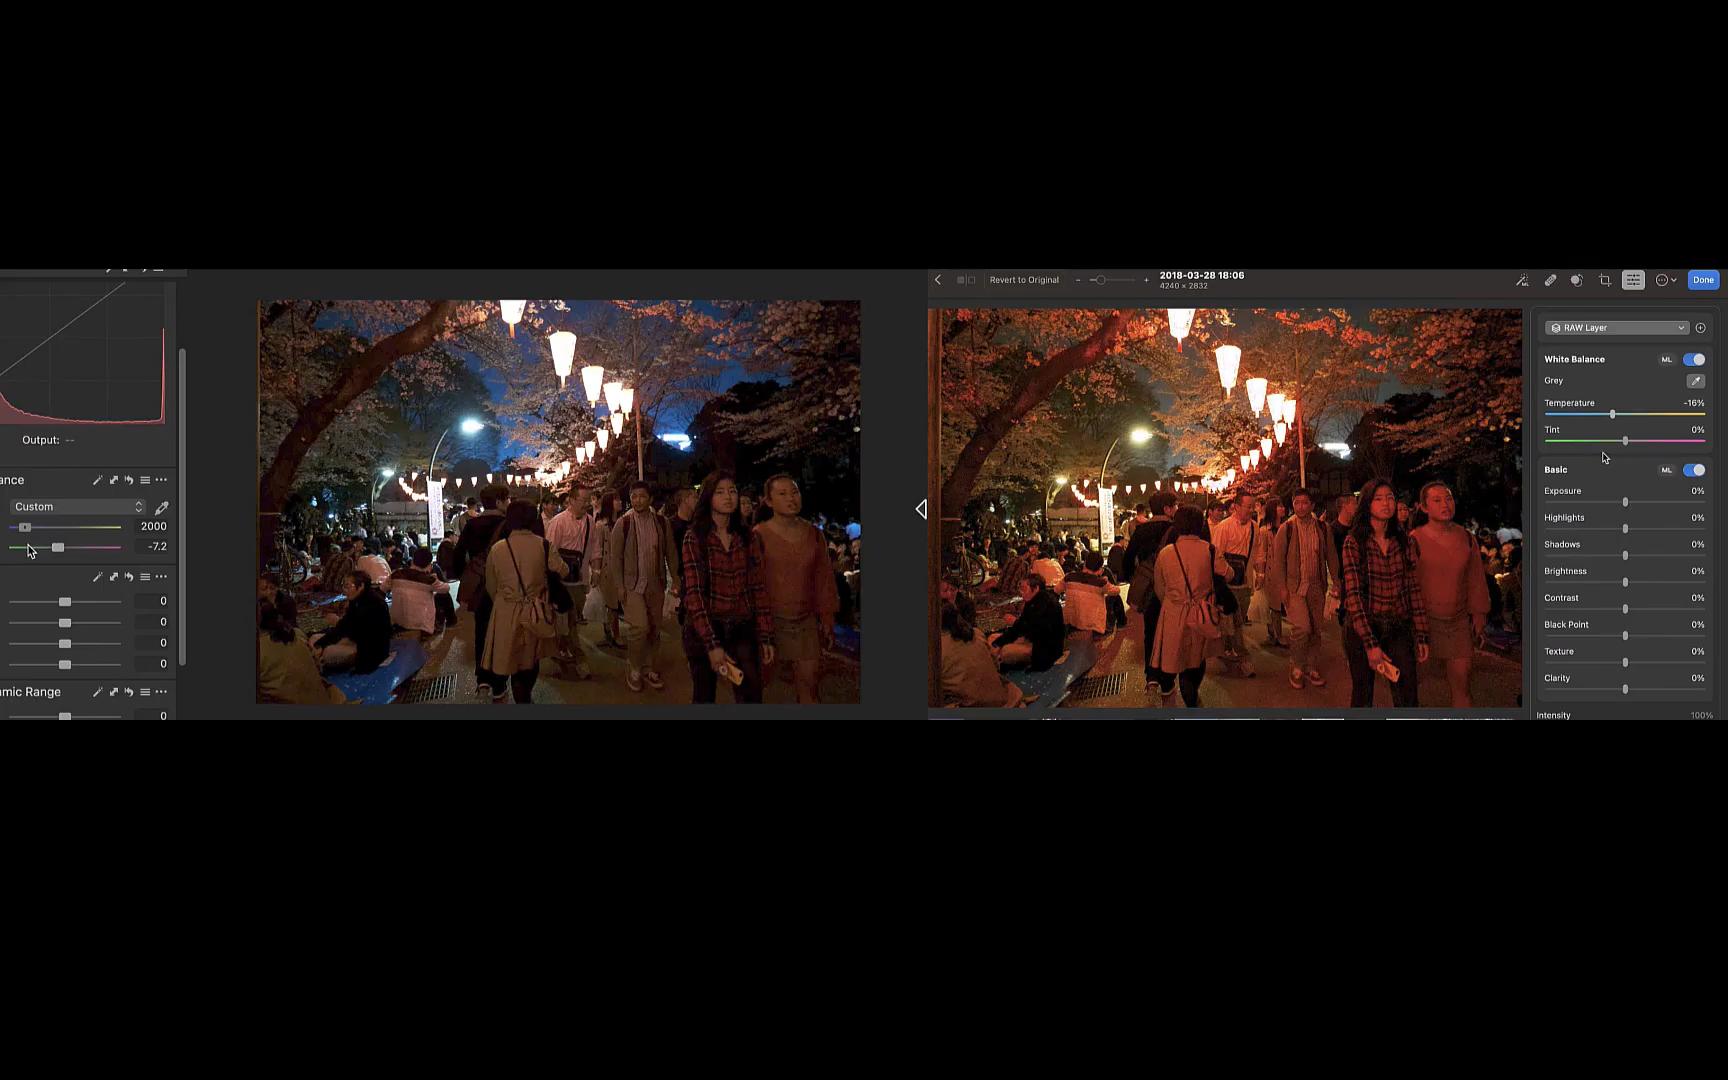 Output: --
ance
Custom
2000
-7.2
0
0
0
0
mic Range
0
Revert to Original
2018-03-28 18:06
4240 × 2832
Done
RAW Layer
White Balance ML
Grey
Temperature -16%
Tint 0%
Basic ML
Exposure 0%
Highlights 0%
Shadows 0%
Brightness 0%
Contrast 0%
Black Point 0%
Texture 0%
Clarity 0%
Intensity 100%